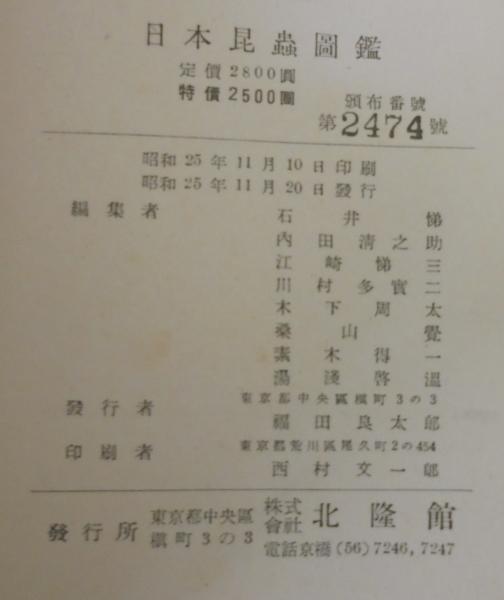 日本昆蟲圖鑑
定價2800圓
特價2500圓
頒布番號
第2474號
昭和25年11月10日印刷
昭和25年11月20日發行
編集者 石井悌
內田淸之助
江崎悌三
川村多實二
木下周太
桑山覺
素木得一
湯淺啓溫
發行者 東京都中央區槇町3の3
福田良太郎
印刷者 東京都荒川區尾久町2の454
西村文一郞
發行所 東京都中央區槇町3の3 株式會社 北隆館
電話京橋(56)7246,7247